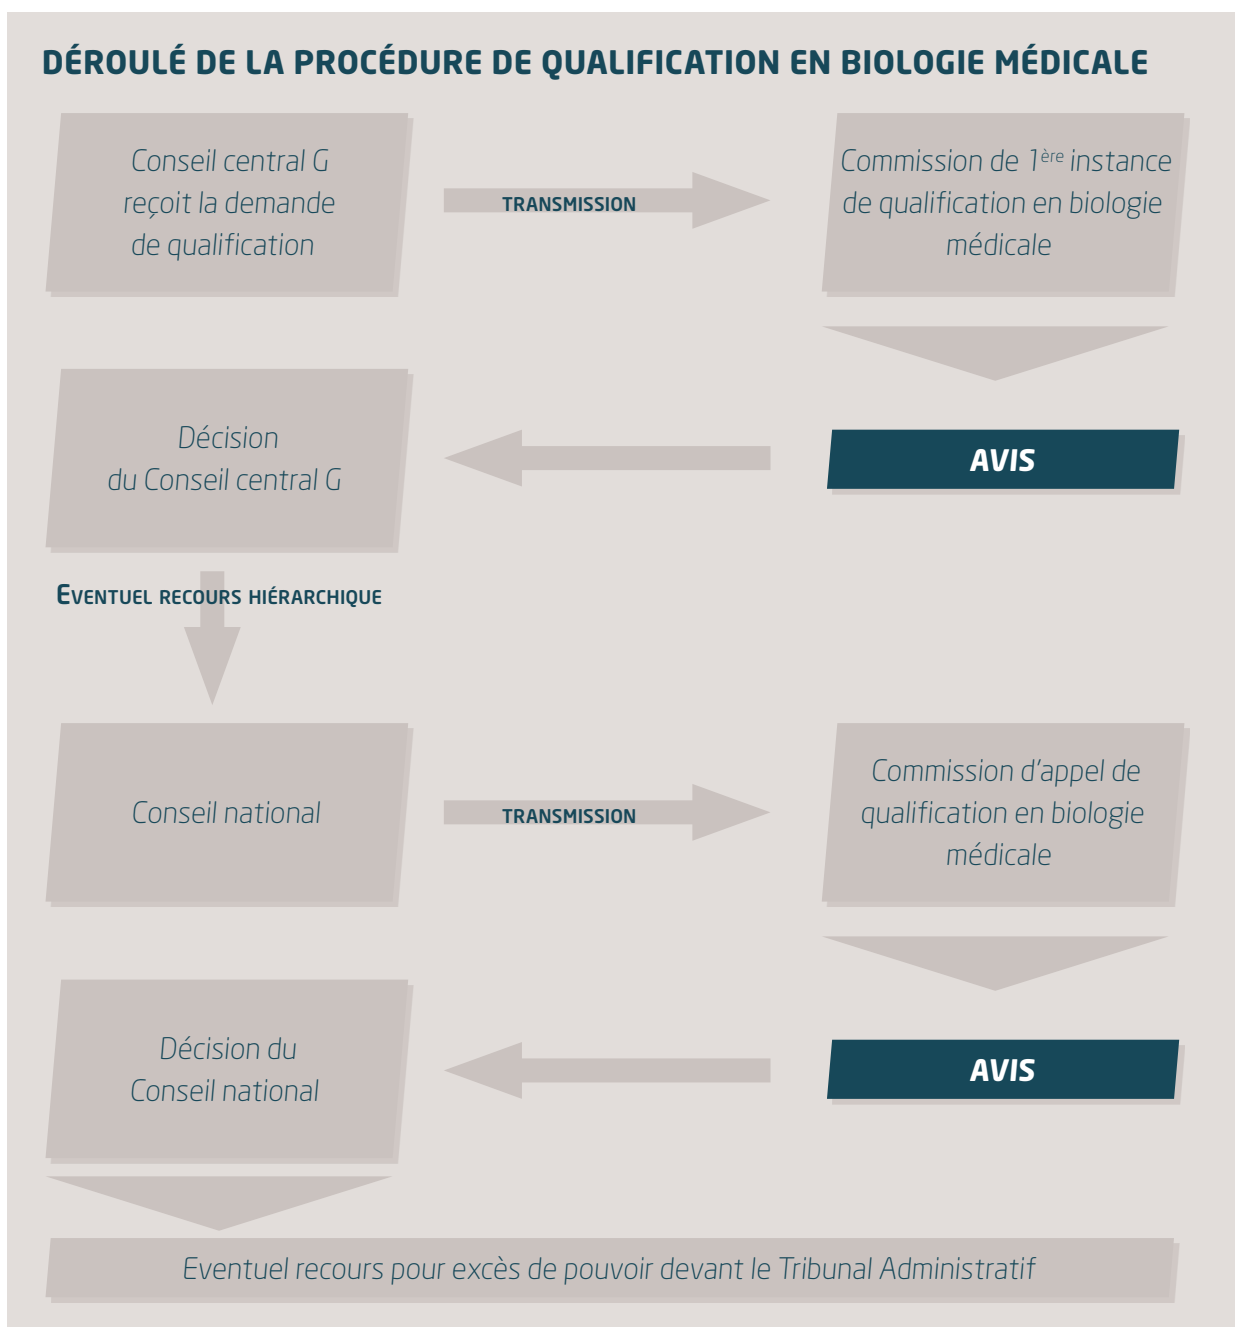 DÉROULÉ DE LA PROCÉDURE DE QUALIFICATION EN BIOLOGIE MÉDICALE
Conseil central G
reçoit la demande
de qualification
TRANSMISSION
Commission de 1ère instance
de qualification en biologie
médicale
AVIS
Décision
du Conseil central G
EVENTUEL RECOURS HIÉRARCHIQUE
Conseil national
TRANSMISSION
Commission d'appel de
qualification en biologie
médicale
AVIS
Décision du
Conseil national
Eventuel recours pour excès de pouvoir devant le Tribunal Administratif